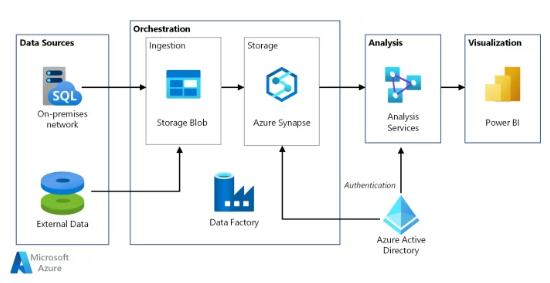 Data Sources
SQL
On-premises
network
External Data
Microsoft
Azure
Orchestration
Ingestion
Storage Blob
Storage
Azure Synapse
Data Factory
Analysis
Analysis
Services
Authentication
Azure Active
Directory
Visualization
Power BI